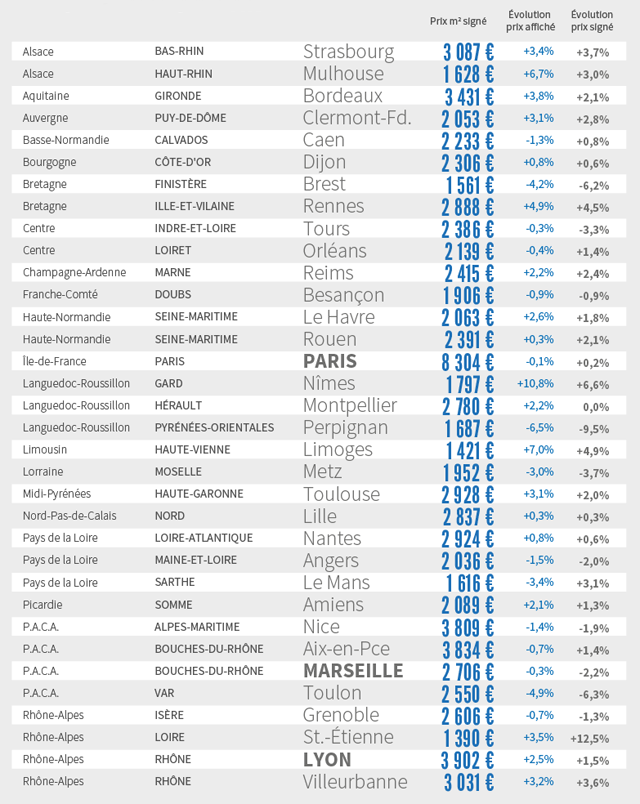 Prix m² signé Évolution prix affiché Évolution prix signé
Alsace BAS-RHIN Strasbourg 3 087 € +3,4% +3,7%
Alsace HAUT-RHIN Mulhouse 1 628 € +6,7% +3,0%
Aquitaine GIRONDE Bordeaux 3 431 € +3,8% +2,1%
Auvergne PUY-DE-DÔME Clermont-Fd. 2 053 € +3,1% +2,8%
Basse-Normandie CALVADOS Caen 2 233 € -1,3% +0,8%
Bourgogne CÔTE-D'OR Dijon 2 306 € +0,8% +0,6%
Bretagne FINISTÈRE Brest 1 561 € -4,2% -6,2%
Bretagne ILLE-ET-VILAINE Rennes 2 888 € +4,9% +4,5%
Centre INDRE-ET-LOIRE Tours 2 386 € -0,3% -3,3%
Centre LOIRET Orléans 2 139 € -0,4% +1,4%
Champagne-Ardenne MARNE Reims 2 415 € +2,2% +2,4%
Franche-Comté DOUBS Besançon 1 906 € -0,9% -0,9%
Haute-Normandie SEINE-MARITIME Le Havre 2 063 € +2,6% +1,8%
Haute-Normandie SEINE-MARITIME Rouen 2 391 € +0,3% +2,1%
Île-de-France PARIS PARIS 8 304 € -0,1% +0,2%
Languedoc-Roussillon GARD Nîmes 1 797 € +10,8% +6,6%
Languedoc-Roussillon HÉRAULT Montpellier 2 780 € +2,2% 0,0%
Languedoc-Roussillon PYRÉNÉES-ORIENTALES Perpignan 1 687 € -6,5% -9,5%
Limousin HAUTE-VIENNE Limoges 1 421 € +7,0% +4,9%
Lorraine MOSELLE Metz 1 952 € -3,0% -3,7%
Midi-Pyrénées HAUTE-GARONNE Toulouse 2 928 € +3,1% +2,0%
Nord-Pas-de-Calais NORD Lille 2 837 € +0,3% +0,3%
Pays de la Loire LOIRE-ATLANTIQUE Nantes 2 924 € +0,8% +0,6%
Pays de la Loire MAINE-ET-LOIRE Angers 2 036 € -1,5% -2,0%
Pays de la Loire SARTHE Le Mans 1 616 € -3,4% +3,1%
Picardie SOMME Amiens 2 089 € +2,1% +1,3%
P.A.C.A. ALPES-MARITIME Nice 3 809 € -1,4% -1,9%
P.A.C.A. BOUCHES-DU-RHÔNE Aix-en-Pce 3 834 € -0,7% +1,4%
P.A.C.A. BOUCHES-DU-RHÔNE MARSEILLE 2 706 € -0,3% -2,2%
P.A.C.A. VAR Toulon 2 550 € -4,9% -6,3%
Rhône-Alpes ISÈRE Grenoble 2 606 € -0,7% -1,3%
Rhône-Alpes LOIRE St.-Étienne 1 390 € +3,5% +12,5%
Rhône-Alpes RHÔNE LYON 3 902 € +2,5% +1,5%
Rhône-Alpes RHÔNE Villeurbanne 3 031 € +3,2% +3,6%